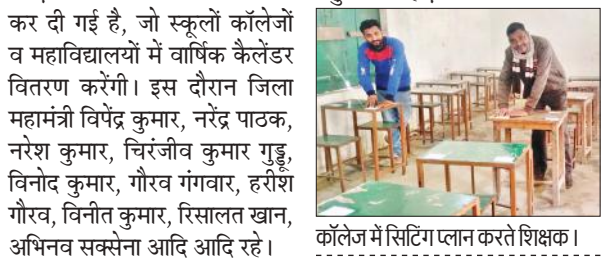 कर दी गई है, जो स्कूलों कॉलेजों
व महाविद्यालयों में वार्षिक कैलेंडर
वितरण करेंगी। इस दौरान जिला
महामंत्री विपेंद्र कुमार, नरेंद्र पाठक,
नरेश कुमार, चिरंजीव कुमार गुड्डू,
विनोद कुमार, गौरव गंगवार, हरीश
गौरव, विनीत कुमार, रिसालत खान,
अभिनव सक्सेना आदि आदि रहे।
कॉलेज में सिटिंग प्लान करते शिक्षक।